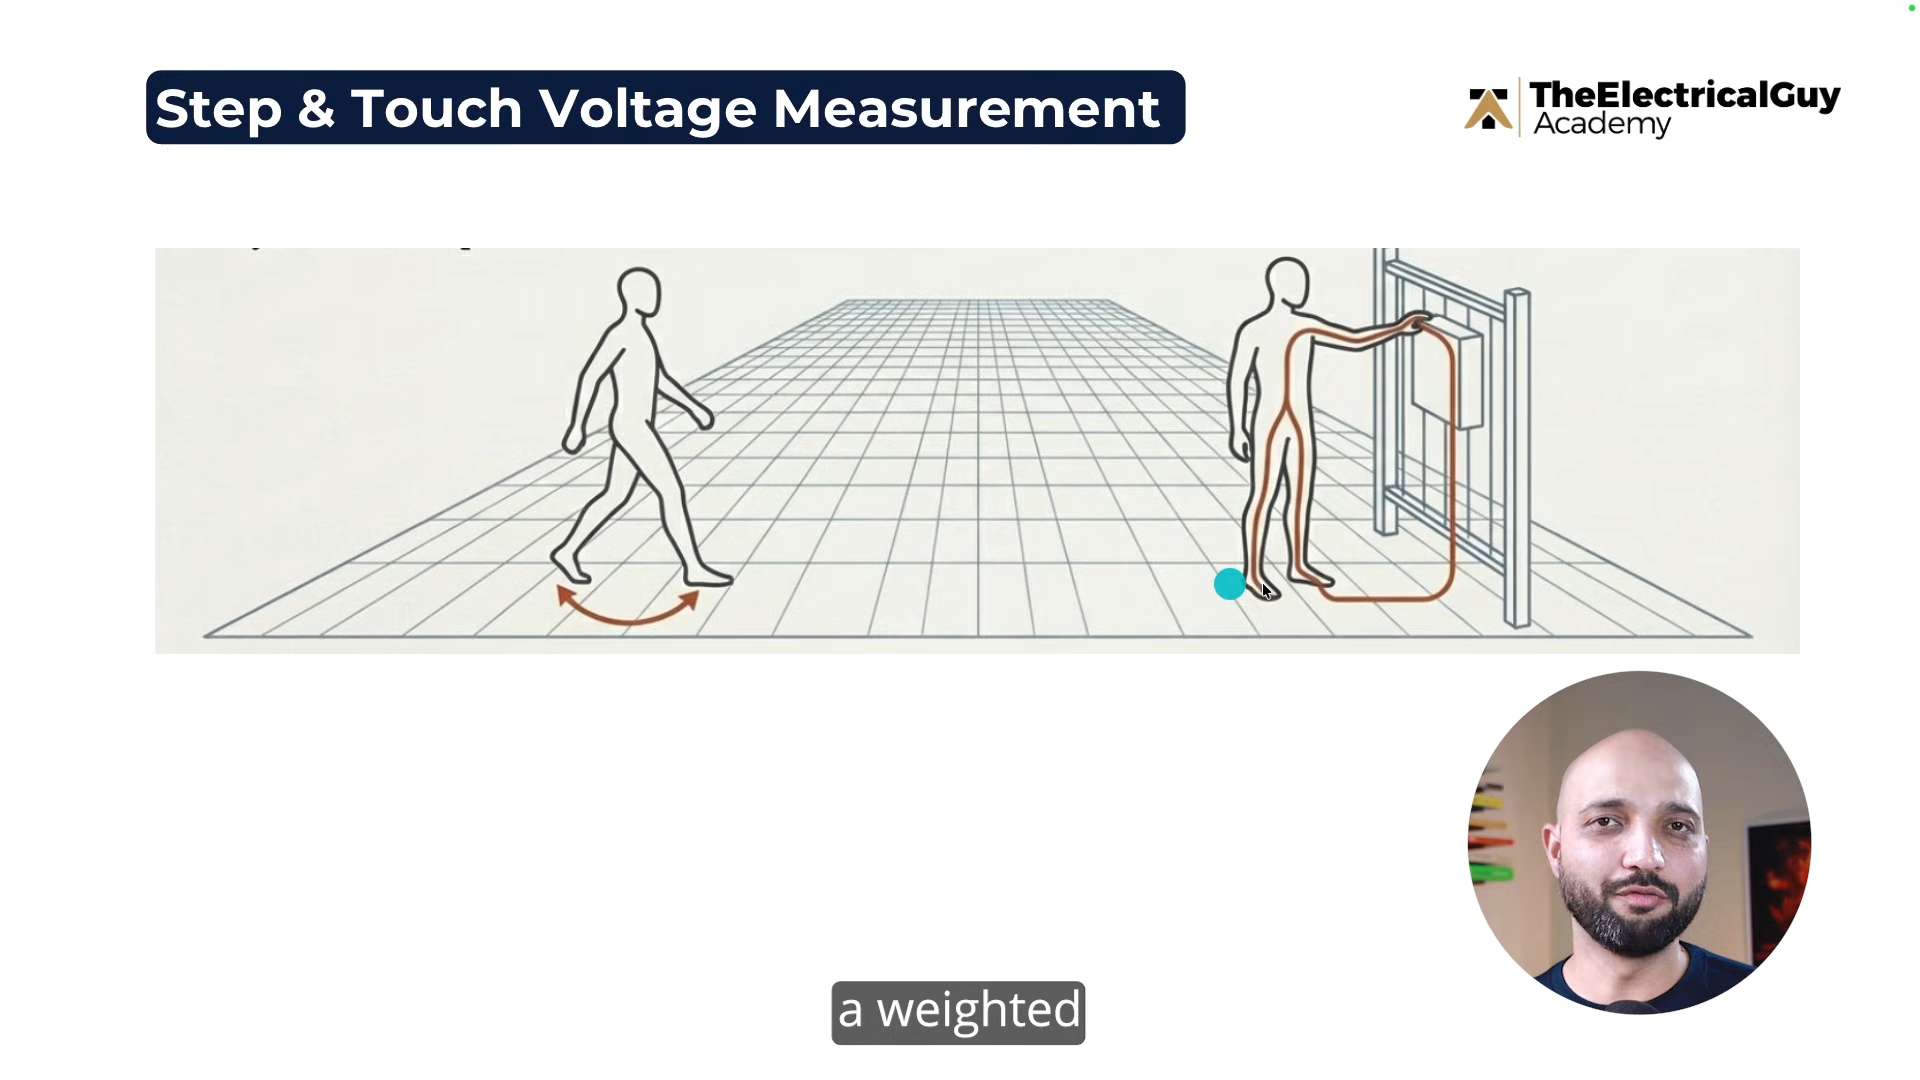 Step & Touch Voltage Measurement
TheElectricalGuy
Academy
a weighted